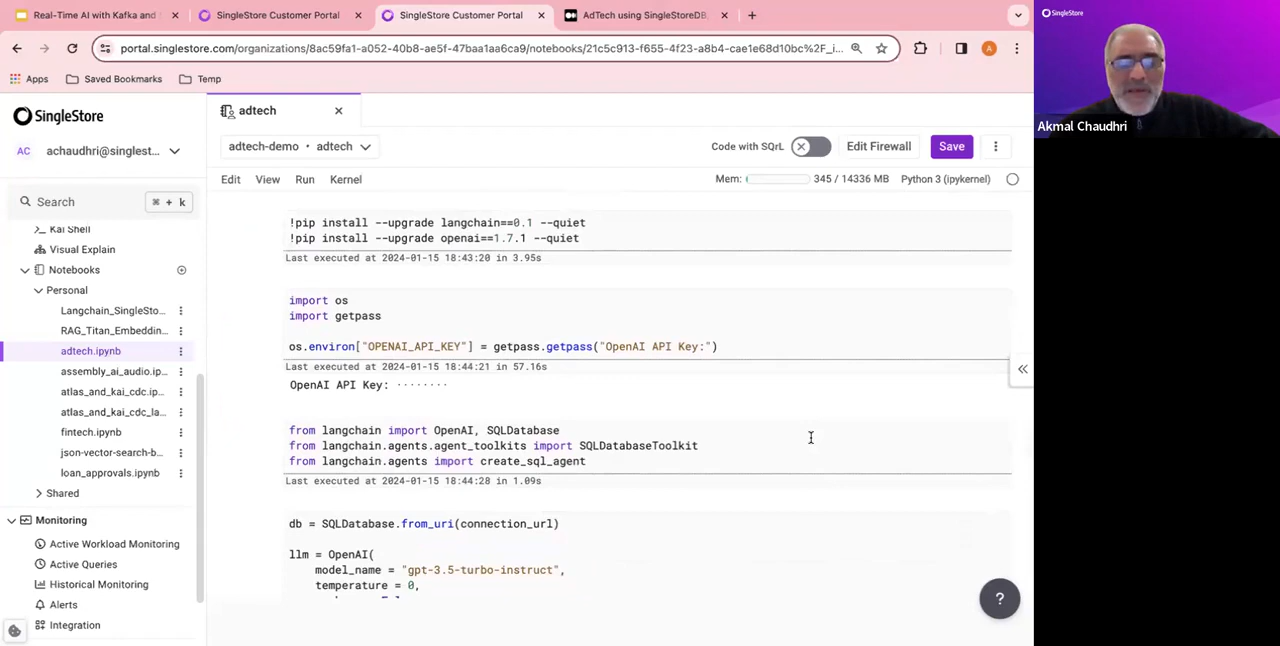 Real-Time AI with Kafka and
SingleStore Customer Portal
SingleStore Customer Portal
AdTech using SingleStoreDB,
portal.singlestore.com/organizations/8ac59fa1-a052-40b8-ae5f-47baa1aa6ca9/notebooks/21c5c913-f655-4f23-a8b4-cae1e68d10bc%2F_i...
A
Apps
Saved Bookmarks
Temp
SingleStore
AC
achaudhri@singlest...
Search
⌘ + k
Kai Shell
Visual Explain
Notebooks
Personal
Langchain_SingleSto...
RAG_Titan_Embeddin...
adtech.ipynb
assembly_ai_audio.ip...
atlas_and_kai_cdc.ip...
atlas_and_kai_cdc_la...
fintech.ipynb
json-vector-search-b...
loan_approvals.ipynb
Shared
Monitoring
Active Workload Monitoring
Active Queries
Historical Monitoring
Alerts
Integration
adtech
adtech-demo • adtech
Code with SQrL
Edit Firewall
Save
Edit
View
Run
Kernel
Mem:
345 / 14336 MB
Python 3 (ipykernel)
!pip install --upgrade langchain==0.1 --quiet
!pip install --upgrade openai==1.7.1 --quiet
Last executed at 2024-01-15 18:43:20 in 3.95s
import os
import getpass
os.environ["OPENAI_API_KEY"] = getpass.getpass("OpenAI API Key:")
Last executed at 2024-01-15 18:44:21 in 57.16s
OpenAI API Key: ········
from langchain import OpenAI, SQLDatabase
from langchain.agents.agent_toolkits import SQLDatabaseToolkit
from langchain.agents import create_sql_agent
Last executed at 2024-01-15 18:44:28 in 1.09s
db = SQLDatabase.from_uri(connection_url)
llm = OpenAI(
model_name = "gpt-3.5-turbo-instruct",
temperature = 0,
?
SingleStore
Akmal Chaudhri